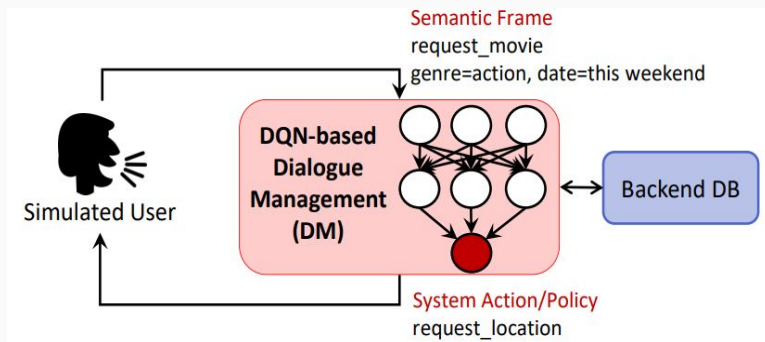 Semantic Frame
request_movie
genre=action, date=this weekend
DQN-based
Dialogue
Management
(DM)
Simulated User
Backend DB
System Action/Policy
request_location